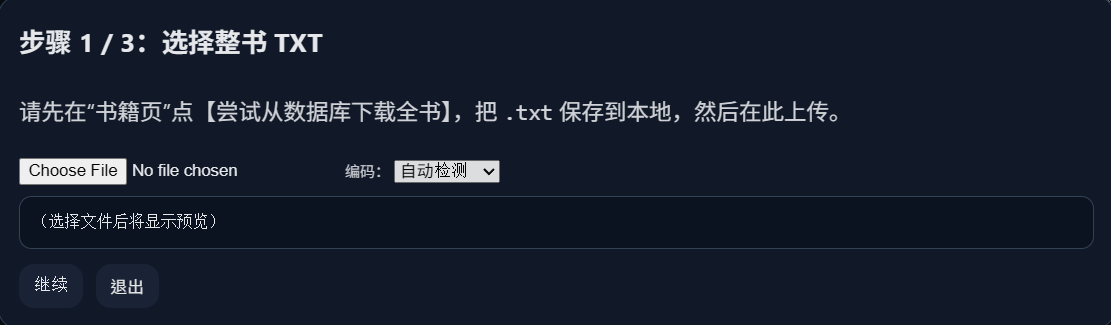 步骤 1 / 3：选择整书 TXT
请先在“书籍页”点【尝试从数据库下载全书】，把 .txt 保存到本地，然后在此上传。
Choose File No file chosen 编码： 自动检测
（选择文件后将显示预览）
继续 退出